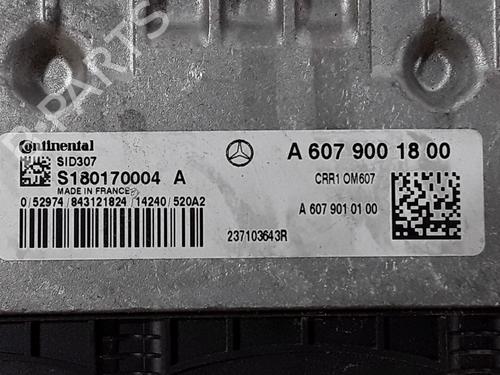 B-PARTS
Continental
SID307
S180170004 A
MADE IN FRANCE
0/52974/843121824/14240/520A2
A 607 900 18 00
CRR1 OM607
A 607 901 01 00
237103643R